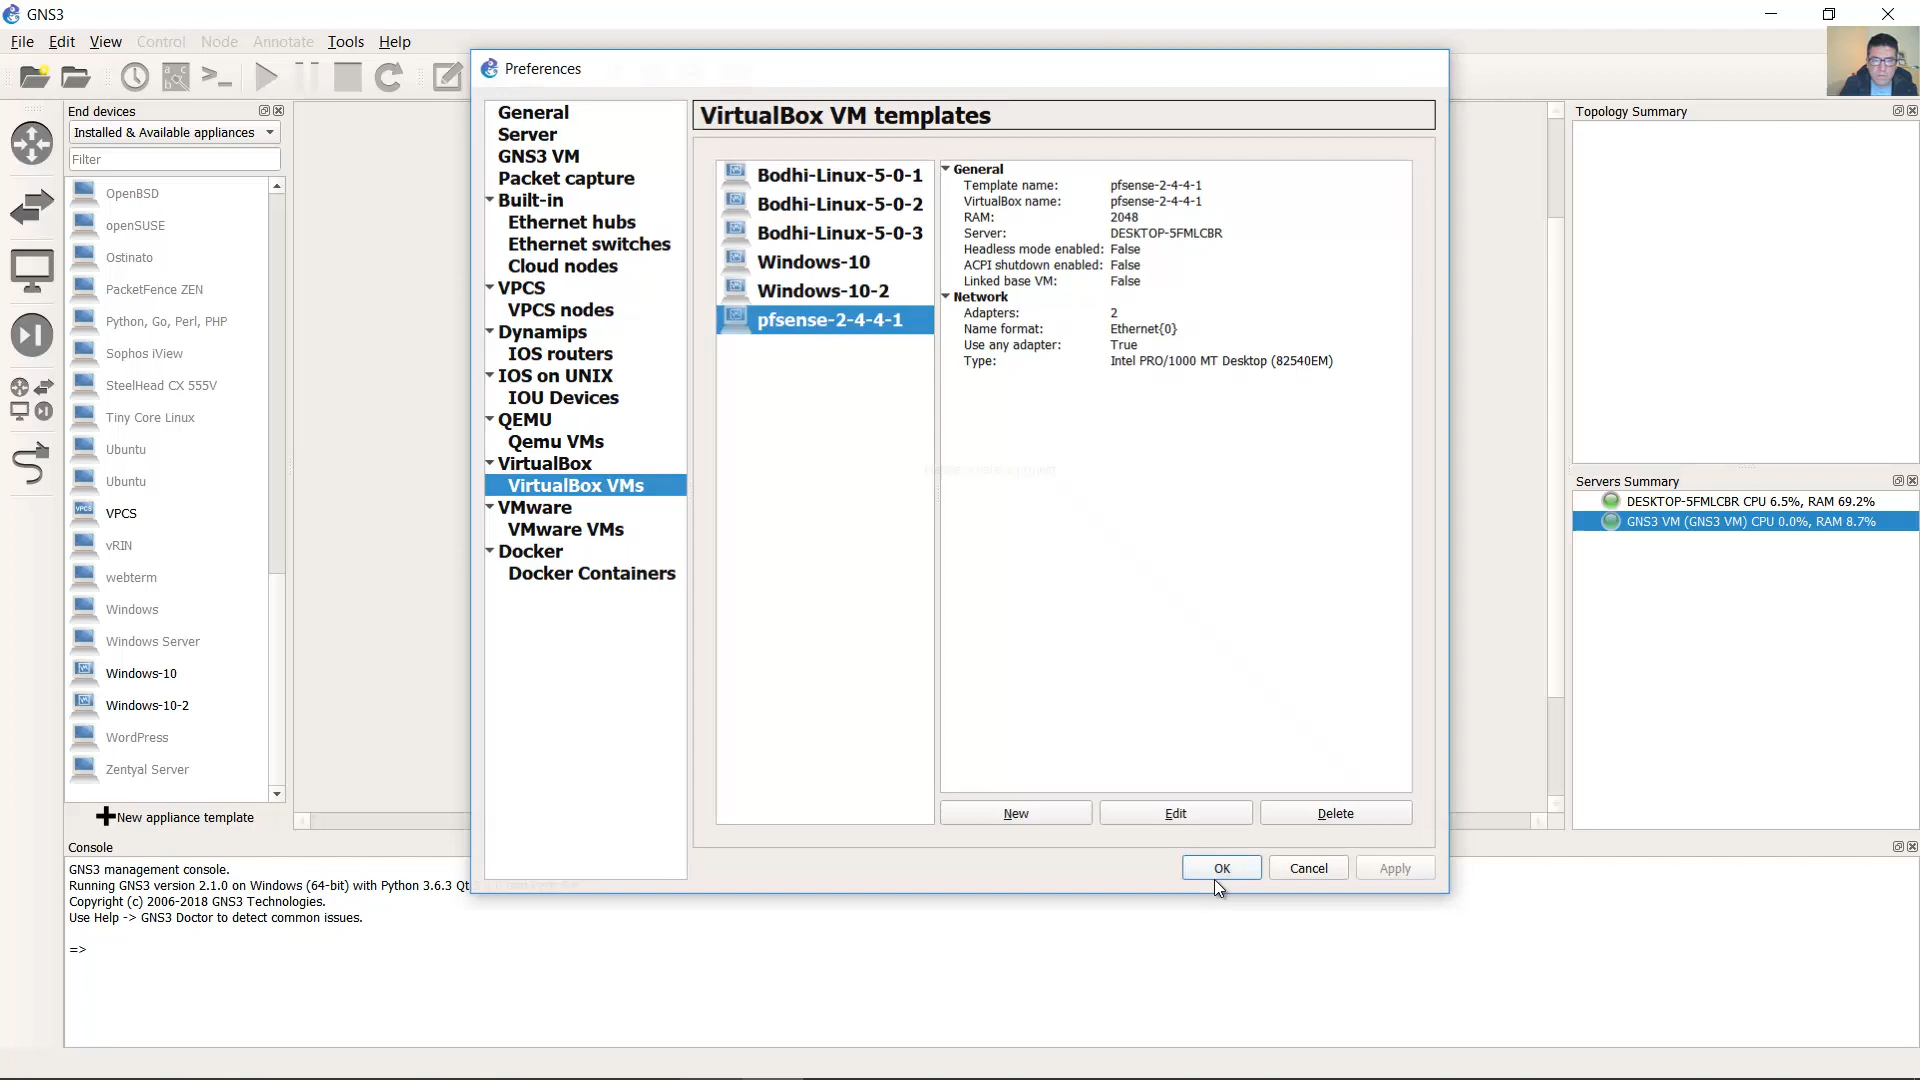 GNS3
File Edit View Control Node Annotate Tools Help
End devices
Installed & Available appliances
Filter
OpenBSD
openSUSE
Ostinato
PacketFence ZEN
Python, Go, Perl, PHP
Sophos iView
SteelHead CX 555V
Tiny Core Linux
Ubuntu
Ubuntu
VPCS
VPCS
vRIN
webterm
Windows
Windows Server
Windows-10
Windows-10-2
WordPress
Zentyal Server
New appliance template
Preferences
General
Server
GNS3 VM
Packet capture
Built-in
Ethernet hubs
Ethernet switches
Cloud nodes
VPCS
VPCS nodes
Dynamips
IOS routers
IOS on UNIX
IOU Devices
QEMU
Qemu VMs
VirtualBox
VirtualBox VMs
VMware
VMware VMs
Docker
Docker Containers
VirtualBox VM templates
Bodhi-Linux-5-0-1
Bodhi-Linux-5-0-2
Bodhi-Linux-5-0-3
Windows-10
Windows-10-2
pfsense-2-4-4-1
General
Template name: pfsense-2-4-4-1
VirtualBox name: pfsense-2-4-4-1
RAM: 2048
Server: DESKTOP-5FMLCBR
Headless mode enabled: False
ACPI shutdown enabled: False
Linked base VM: False
Network
Adapters: 2
Name format: Ethernet{0}
Use any adapter: True
Type: Intel PRO/1000 MT Desktop (82540EM)
New Edit Delete
OK Cancel Apply
Topology Summary
Servers Summary
DESKTOP-5FMLCBR CPU 6.5%, RAM 69.2%
GNS3 VM (GNS3 VM) CPU 0.0%, RAM 8.7%
Console
GNS3 management console.
Running GNS3 version 2.1.0 on Windows (64-bit) with Python 3.6.3 Qt
Copyright (c) 2006-2018 GNS3 Technologies.
Use Help -> GNS3 Doctor to detect common issues.
=>